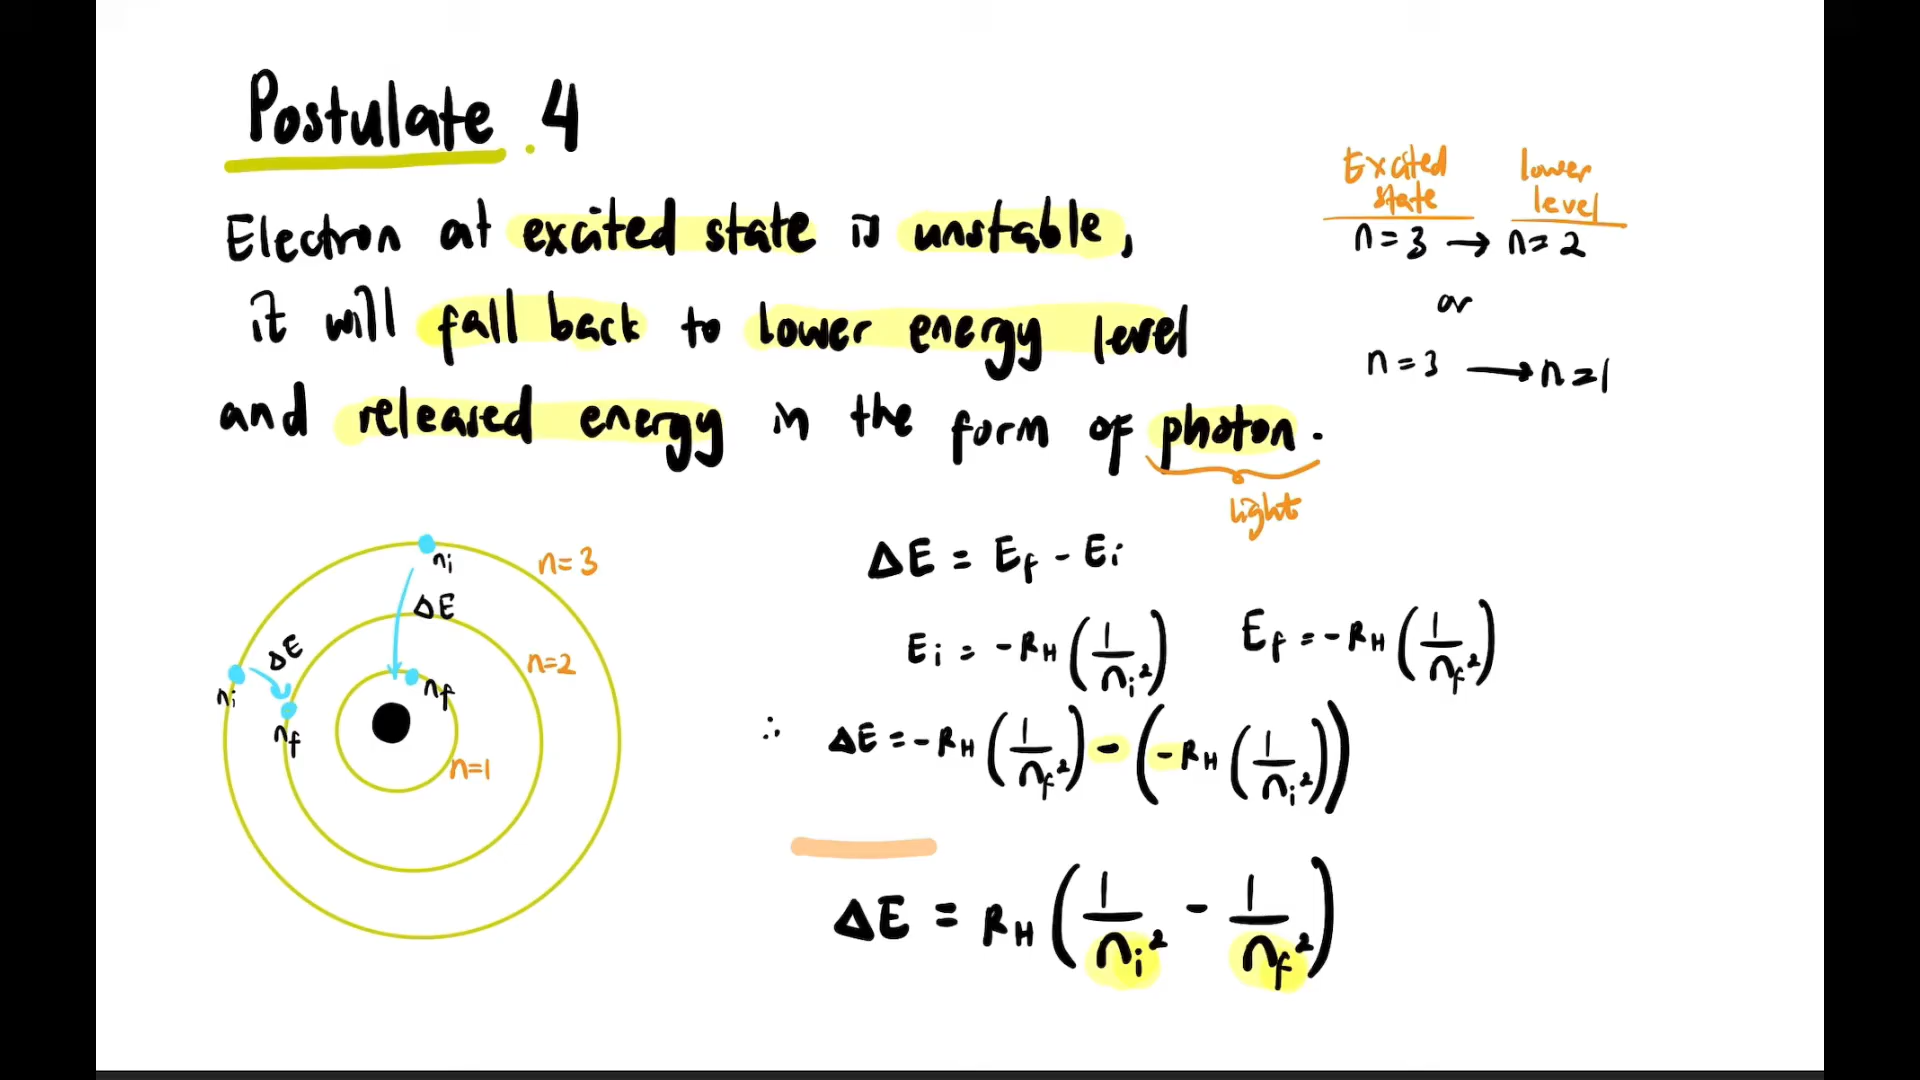 Postulate 4
Electron at excited state is unstable,
it will fall back to lower energy level
and released energy in the form of photon.
light
Excited state lower level
n=3 → n=2
or
n=3 → n=1
ni
n=3
ΔE
ΔE
n=2
ni
nf
nf
n=1
ΔE = Ef - Ei
Ei = -RH (1/ni²) Ef = -RH (1/nf²)
∴ ΔE = -RH (1/nf²) - (-RH (1/ni²))
ΔE = RH (1/ni² - 1/nf²)